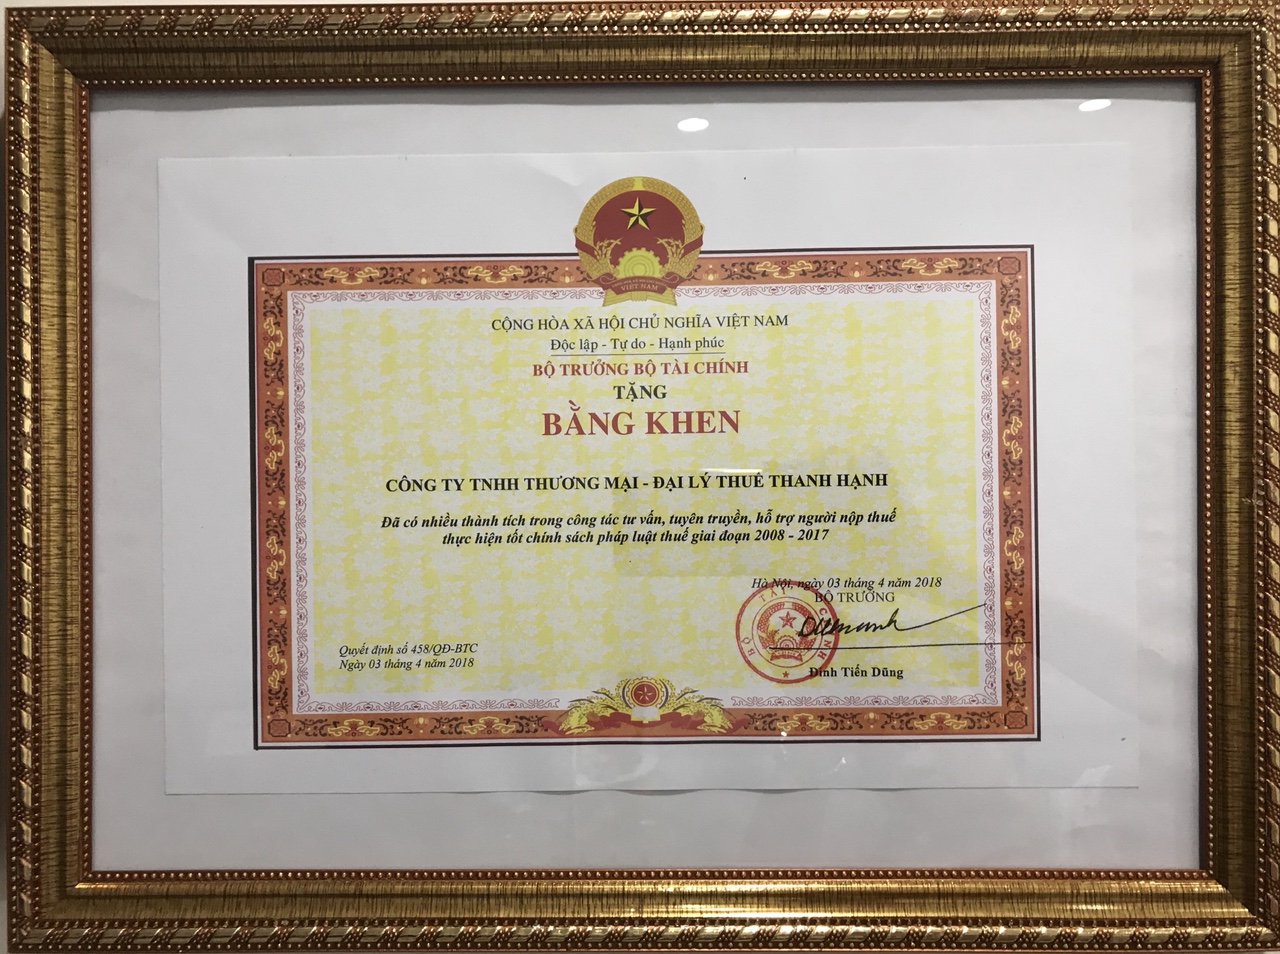 VIỆT NAM
CỘNG HÒA XÃ HỘI CHỦ NGHĨA VIỆT NAM
Độc lập - Tự do - Hạnh phúc
BỘ TRƯỞNG BỘ TÀI CHÍNH
TẶNG
BẰNG KHEN
CÔNG TY TNHH THƯƠNG MẠI - ĐẠI LÝ THUẾ THANH HẠNH
Đã có nhiều thành tích trong công tác tư vấn, tuyên truyền, hỗ trợ người nộp thuế
thực hiện tốt chính sách pháp luật thuế giai đoạn 2008 - 2017
Hà Nội, ngày 03 tháng 4 năm 2018
BỘ TRƯỞNG
BỘ TÀI CHÍNH
Đinh Tiến Dũng
Quyết định số 458/QĐ-BTC
Ngày 03 tháng 4 năm 2018